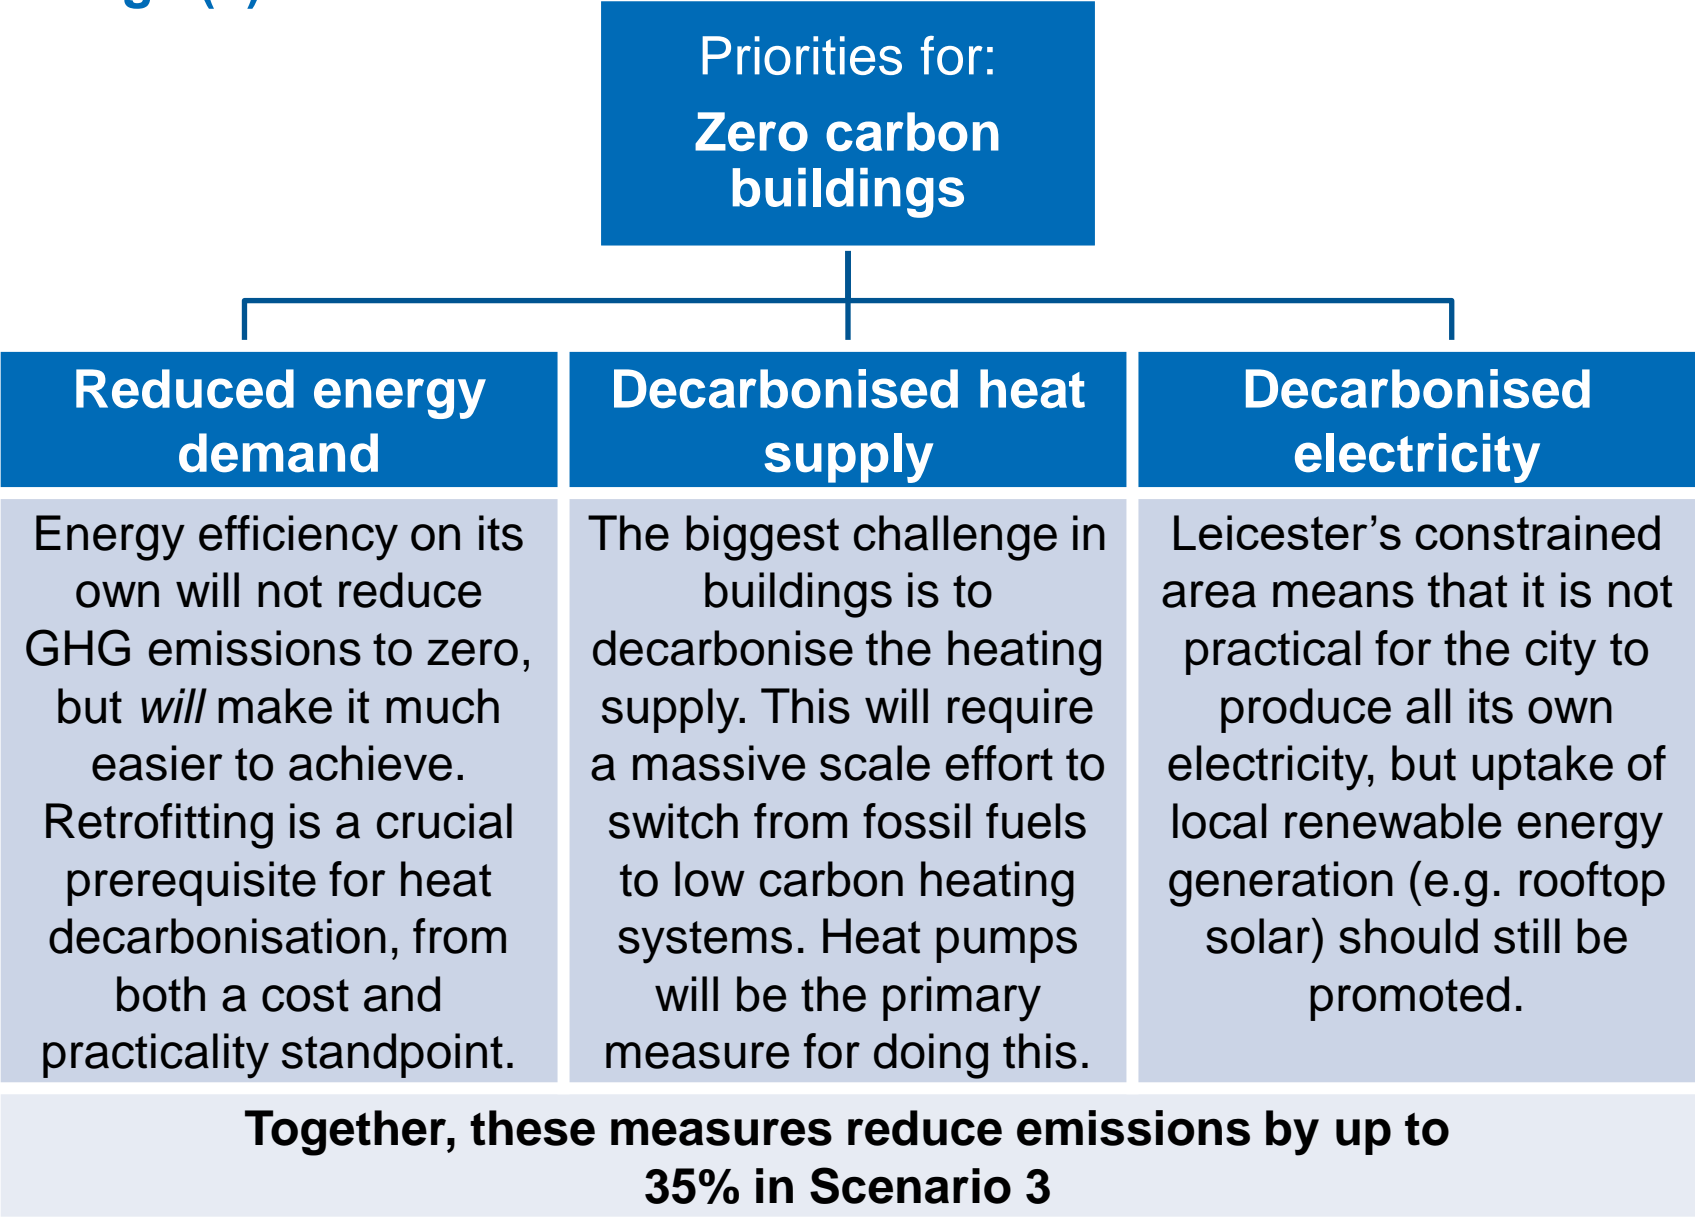 Priorities for:
Zero carbon
buildings
Reduced energy
demand
Energy efficiency on its
own will not reduce
GHG emissions to zero,
but will make it much
easier to achieve.
Retrofitting is a crucial
prerequisite for heat
decarbonisation, from
both a cost and
practicality standpoint.
Decarbonised heat
supply
The biggest challenge in
buildings is to
decarbonise the heating
supply. This will require
a massive scale effort to
switch from fossil fuels
to low carbon heating
systems. Heat pumps
will be the primary
measure for doing this.
Decarbonised
electricity
Leicester’s constrained
area means that it is not
practical for the city to
produce all its own
electricity, but uptake of
local renewable energy
generation (e.g. rooftop
solar) should still be
promoted.
Together, these measures reduce emissions by up to
35% in Scenario 3